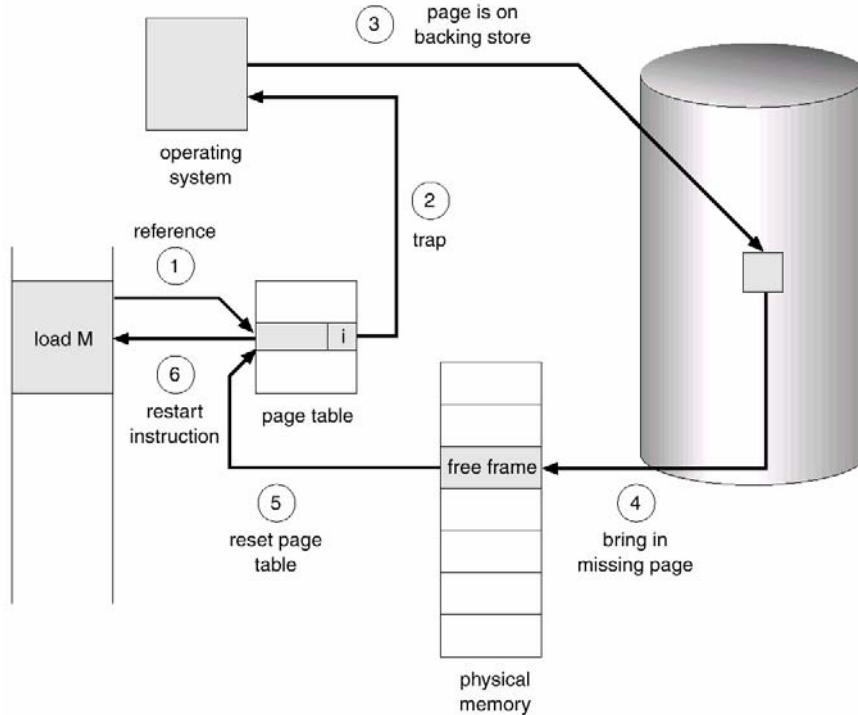 3
page is on
backing store
operating
system
2
trap
reference
1
load M
i
6
restart
instruction
page table
free frame
5
reset page
table
4
bring in
missing page
physical
memory